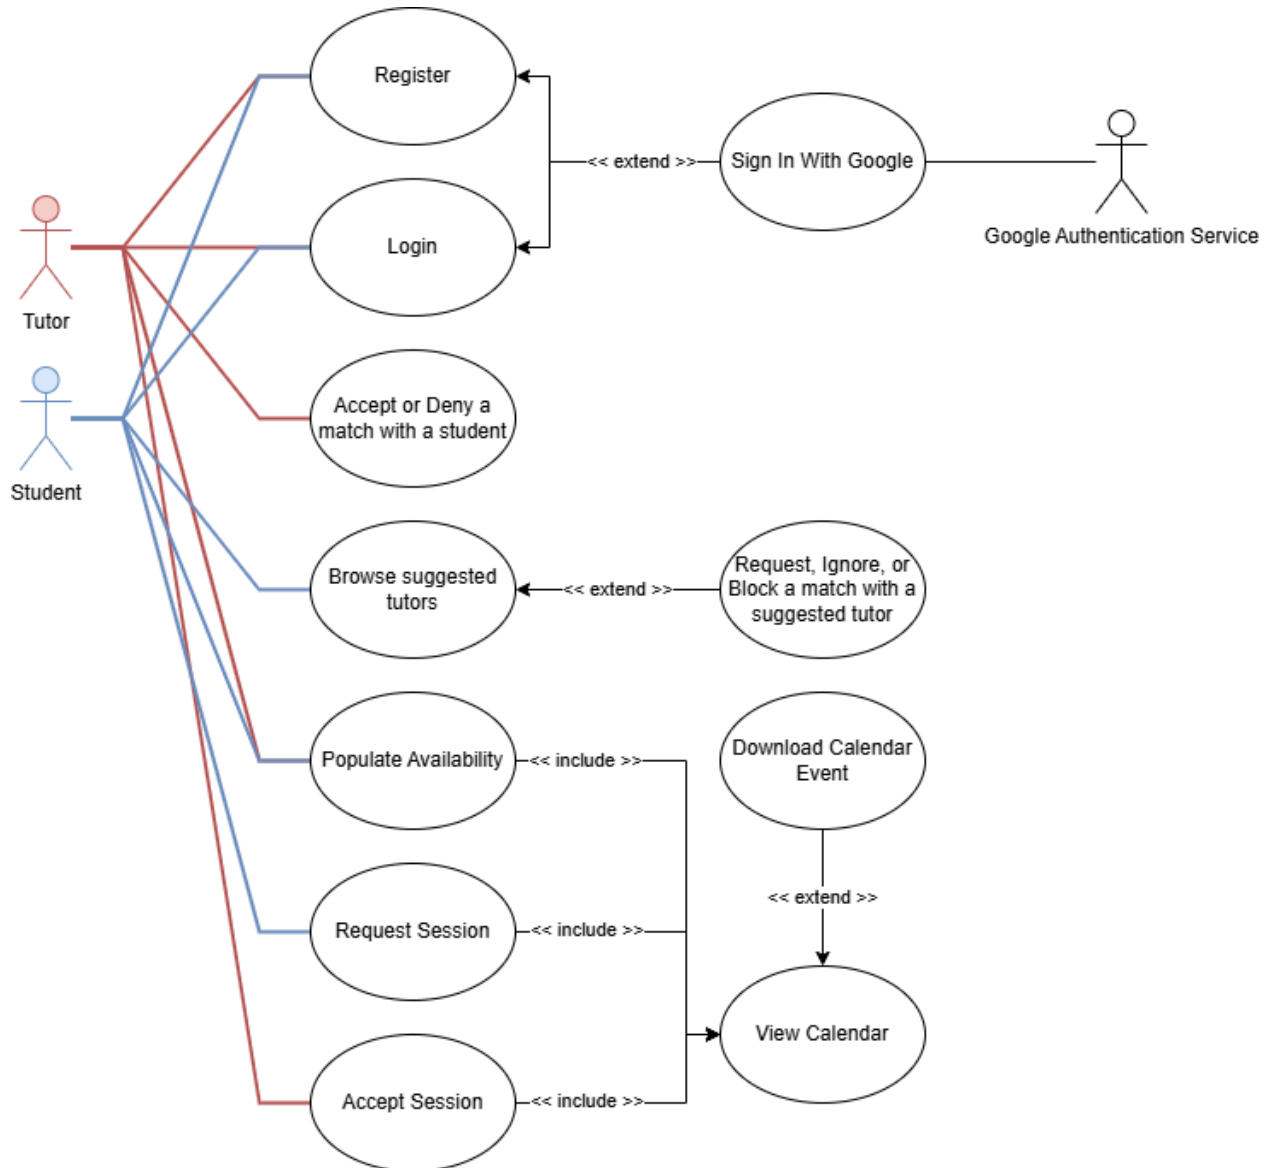 Register
<< extend >>
Sign In With Google
Google Authentication Service
Login
Tutor
Accept or Deny a
match with a student
Student
Browse suggested
tutors
<< extend >>
Request, Ignore, or
Block a match with a
suggested tutor
Populate Availability
<< include >>
Download Calendar
Event
<< extend >>
Request Session
<< include >>
View Calendar
Accept Session
<< include >>